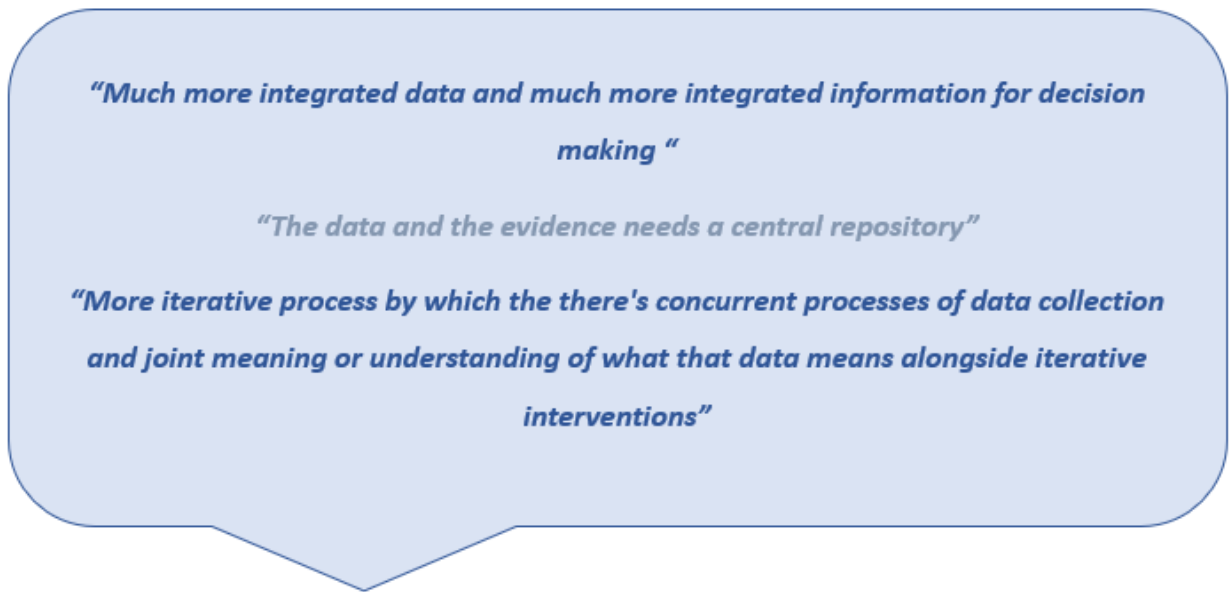 “Much more integrated data and much more integrated information for decision
making “
“The data and the evidence needs a central repository”
“More iterative process by which the there's concurrent processes of data collection
and joint meaning or understanding of what that data means alongside iterative
interventions”